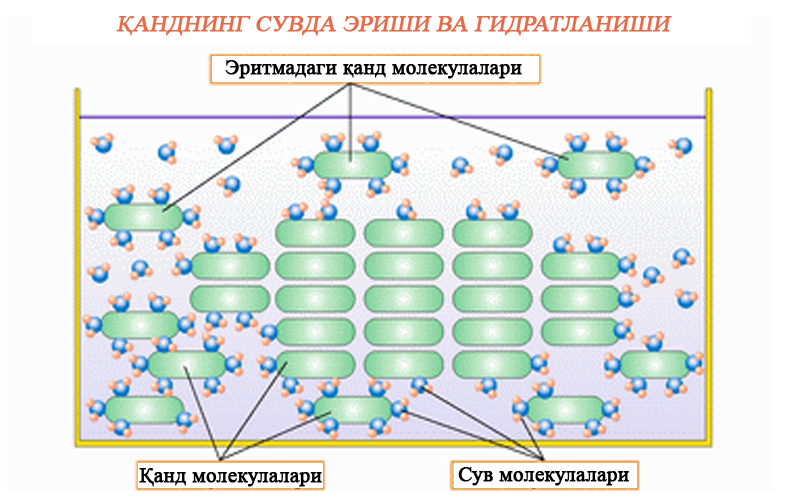 ҚАНДНИНГ СУВДА ЭРИШИ ВА ГИДРАТЛАНИШИ
Эритмадаги қанд молекулалари
Қанд молекулалари
Сув молекулалари